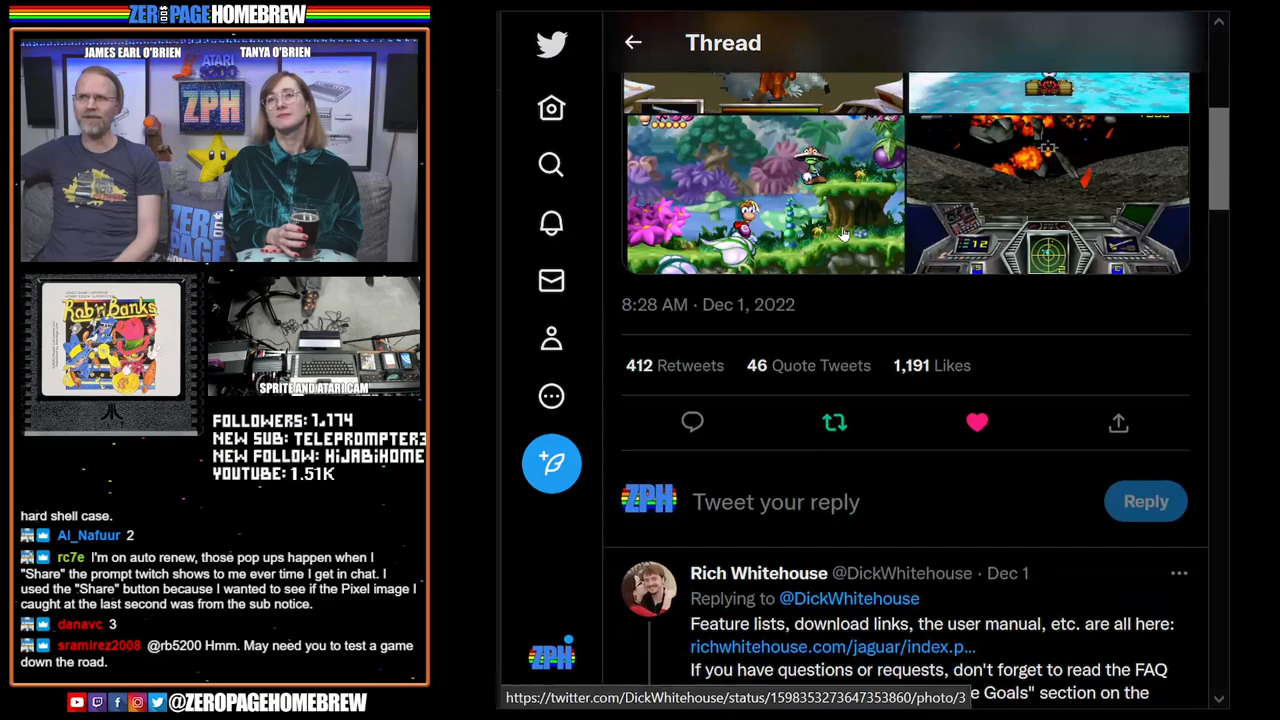 ZEROPAGEHOMEBREW
JAMES EARL O'BRIEN
TANYA O'BRIEN
ATARI
ZPH
Rob'n'Banks
SPRITE AND ATARI CAM
FOLLOWERS: 1,174
NEW SUB: TELEPROMPTER3
NEW FOLLOW: HIJABIHOME
YOUTUBE: 1.51K
hard shell case.
Al_Nafuur 2
rc7e I'm on auto renew, those pop ups happen when I
"Share" the prompt twitch shows to me ever time I get in chat. I
used the "Share" button because I wanted to see if the Pixel image I
caught at the last second was from the sub notice.
danavc 3
sramirez2008 @rb5200 Hmm. May need you to test a game
down the road.
@ZEROPAGEHOMEBREW
Thread
12
8:28 AM · Dec 1, 2022
412 Retweets 46 Quote Tweets 1,191 Likes
ZPH Tweet your reply Reply
Rich Whitehouse @DickWhitehouse · Dec 1
Replying to @DickWhitehouse
Feature lists, download links, the user manual, etc. are all here:
richwhitehouse.com/jaguar/index.p...
If you have questions or requests, don't forget to read the FAQ
e Goals" section on the
ZPH
https://twitter.com/DickWhitehouse/status/1598353273647353860/photo/3